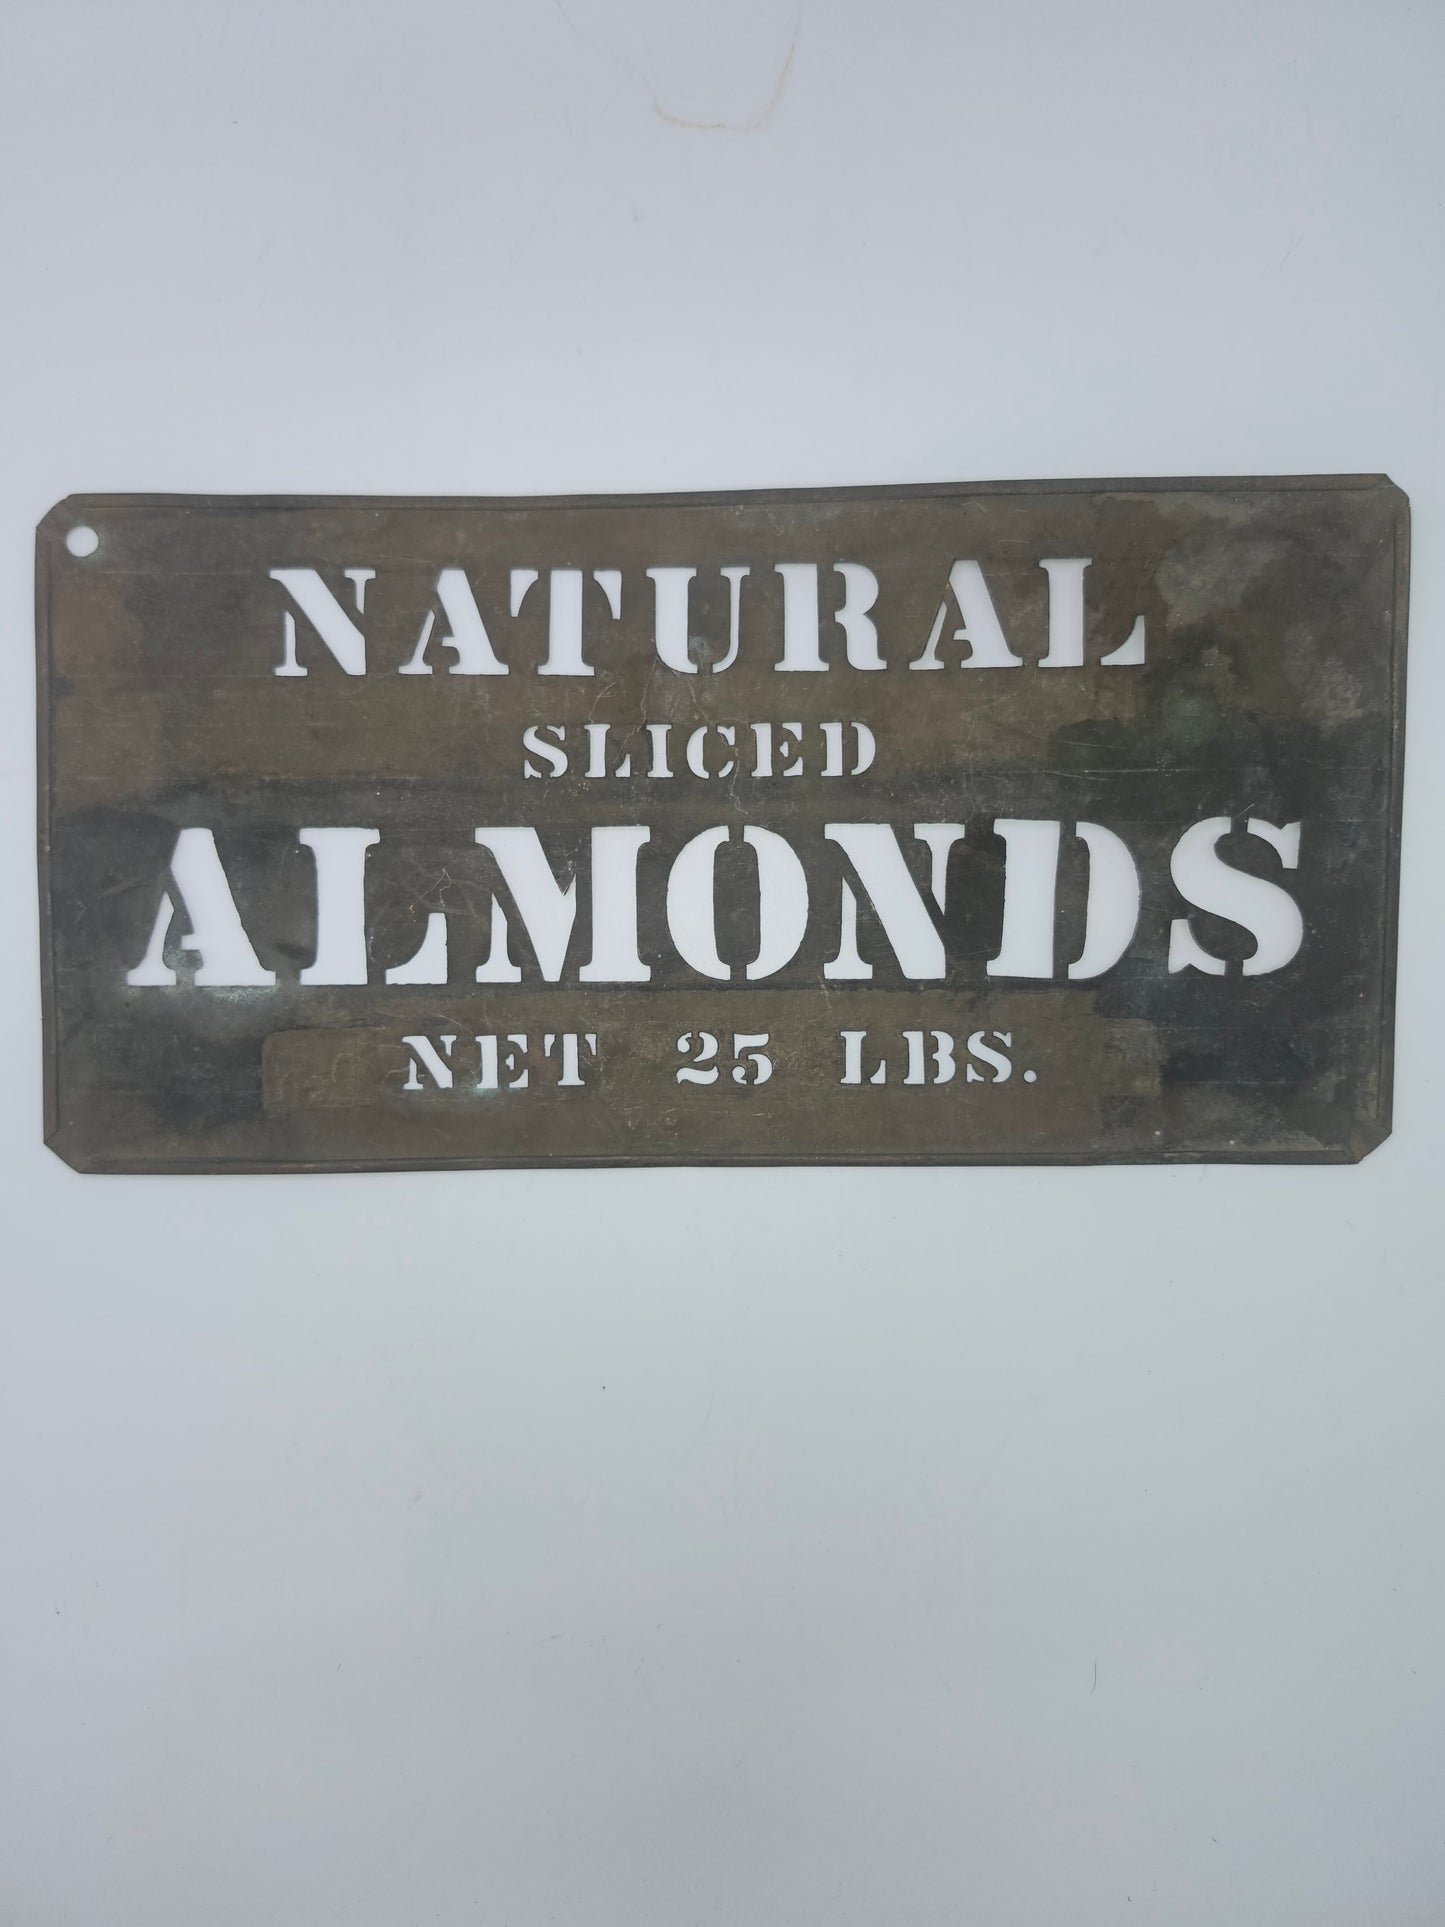 NATURAL
SLICED
ALMONDS
NET 25 LBS.